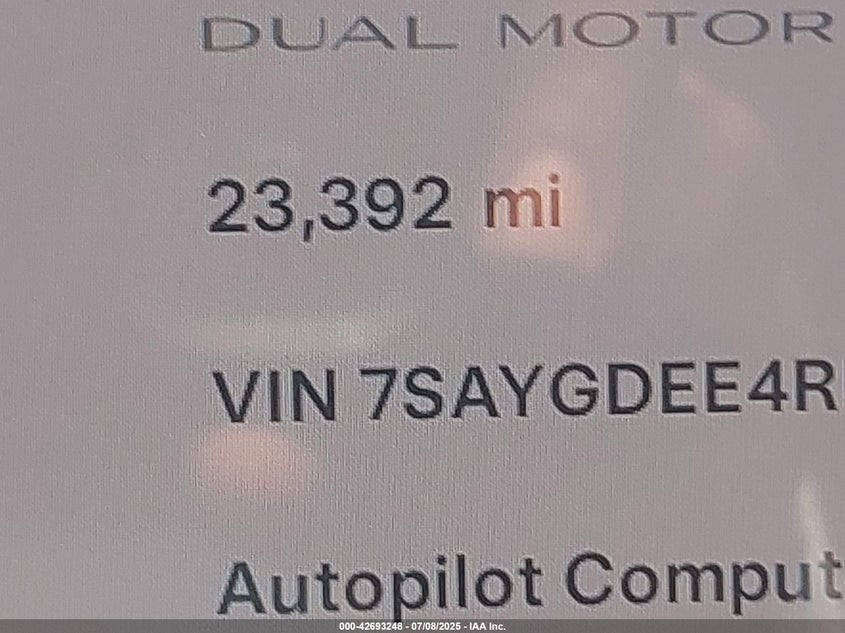 DUAL MOTOR
23,392 mi
VIN 7SAYGDEE4R
Autopilot Comput
000-42693248 - 07/08/2025 - IAA Inc.